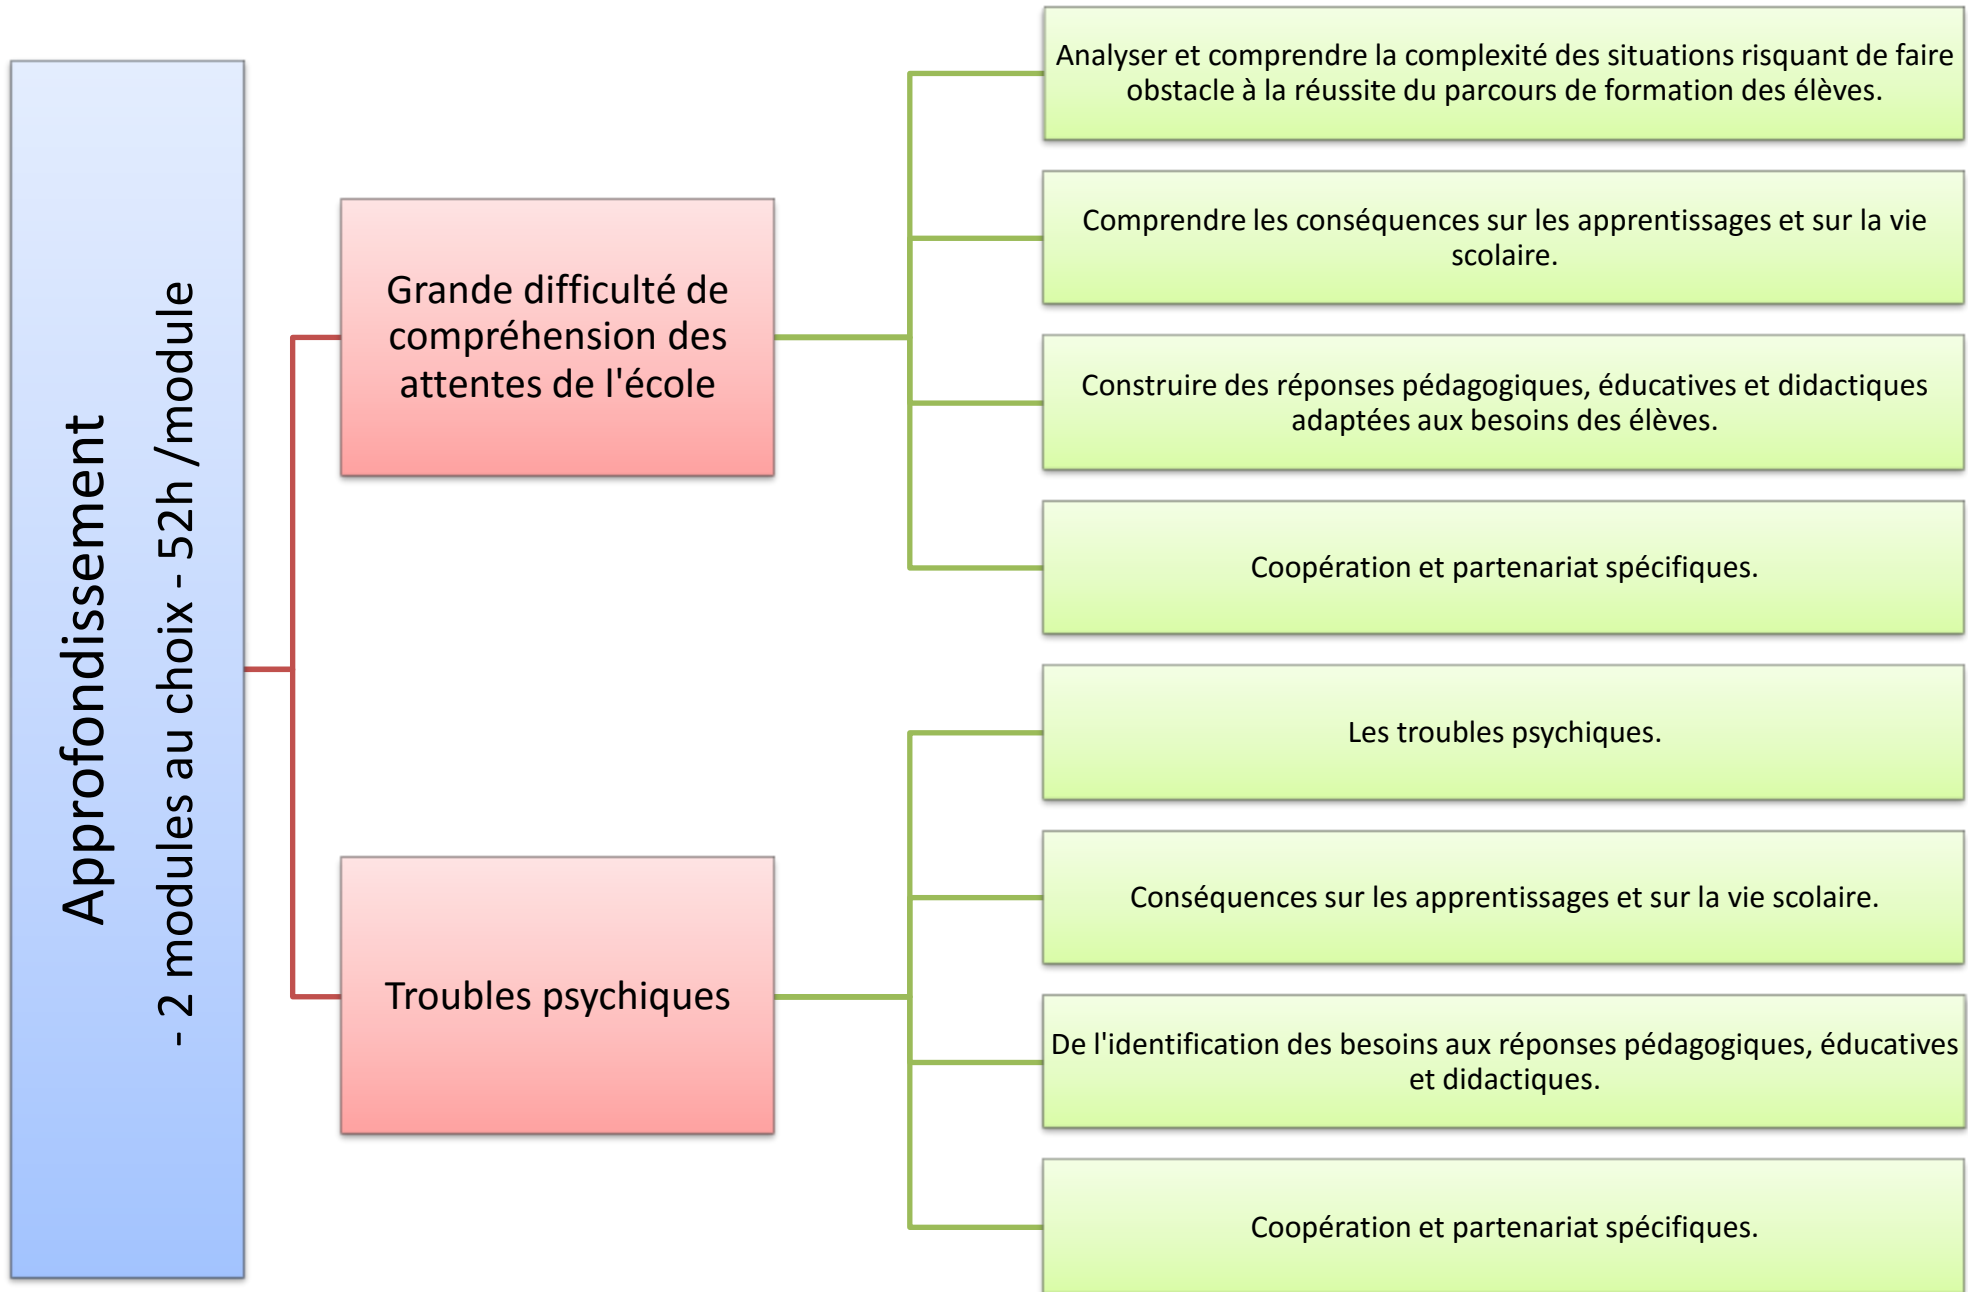 Approfondissement
- 2 modules au choix - 52h /module
Grande difficulté de
compréhension des
attentes de l'école
Analyser et comprendre la complexité des situations risquant de faire
obstacle à la réussite du parcours de formation des élèves.
Comprendre les conséquences sur les apprentissages et sur la vie
scolaire.
Construire des réponses pédagogiques, éducatives et didactiques
adaptées aux besoins des élèves.
Coopération et partenariat spécifiques.
Troubles psychiques
Les troubles psychiques.
Conséquences sur les apprentissages et sur la vie scolaire.
De l'identification des besoins aux réponses pédagogiques, éducatives
et didactiques.
Coopération et partenariat spécifiques.